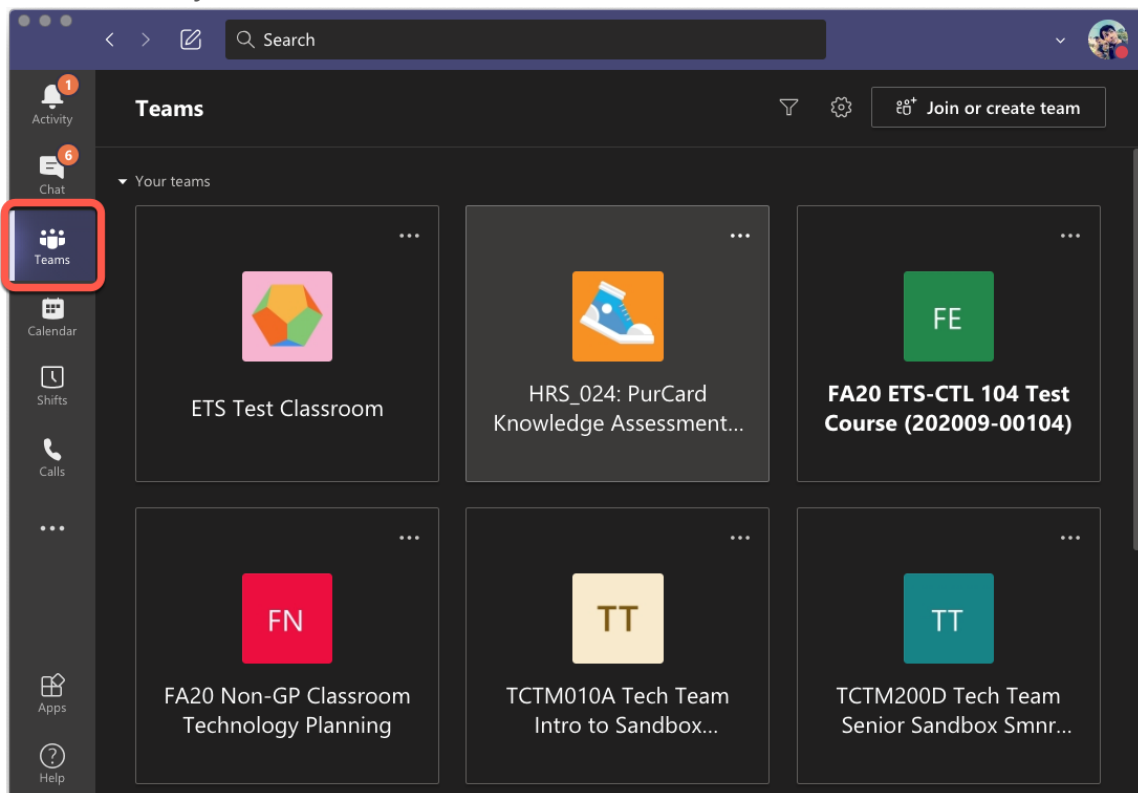 Search
1
Activity
Teams
Join or create team
6
Chat
Your teams
Teams
Calendar
Shifts
Calls
ETS Test Classroom
HRS_024: PurCard
Knowledge Assessment...
FE
FA20 ETS-CTL 104 Test
Course (202009-00104)
FN
FA20 Non-GP Classroom
Technology Planning
TT
TCTM010A Tech Team
Intro to Sandbox...
TT
TCTM200D Tech Team
Senior Sandbox Smnr...
Apps
?
Help